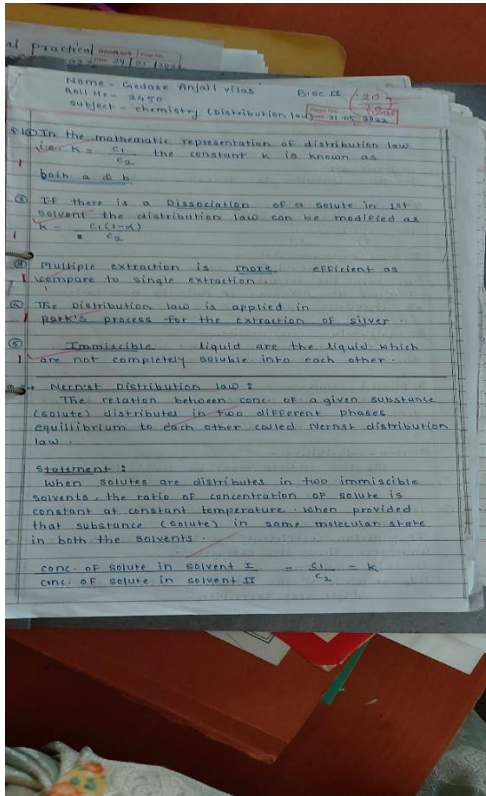 al practical
Name - Godase Anjali vilas B.sc II
Roll No - 2450
subject - chemistry (Distribution law)
Q.1 ① In the mathematic representation of distribution law
i.e. K = C1/C2 the constant K is known as
both a & b
② IF there is a Dissociation of a solute in 1st
solvent the distribution law can be modified as
K = C1(1-α)/C2
Multiple extraction is more efficient as
compare to single extraction.
The Distribution law is applied in
park's process for the extraction of silver.
⑤ Immiscible liquid are the liquid which
are not completely soluble into each other.
Nernst Distribution law :
The relation between conc. of a given substance
(solute) distributes in two different phases
equillibrium to each other called Nernst distribution
law.
Statement :
When solutes are distributes in two immiscible
solvents, the ratio of concentration of solute is
constant at constant temperature. When provided
that substance (solute) in same molecular state
in both the solvents.
conc. of solute in solvent I / conc. of solute in solvent II = C1/C2 = K